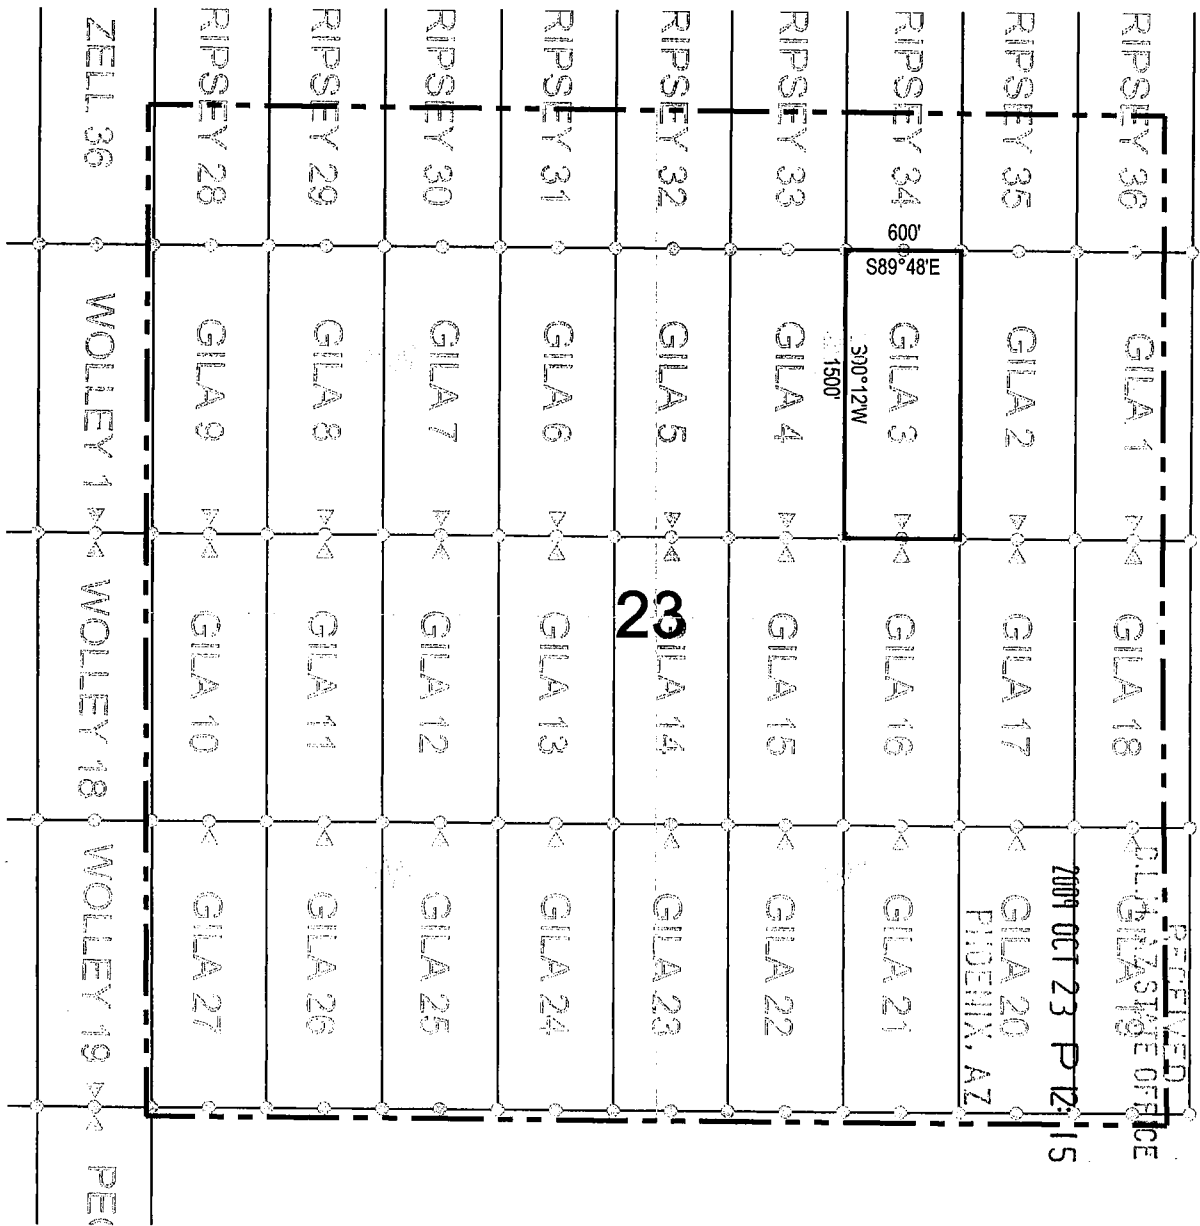 ZELL 36
RIPSEY 28
RIPSEY 29
RIPSEY 30
RIPSEY 31
RIPSEY 32
RIPSEY 33
RIPSEY 34
RIPSEY 35
RIPSEY 36
600'
S89°48'E
S00°12'W
1500'
WOLLEY 1
GILA 9
GILA 8
GILA 7
GILA 6
GILA 5
GILA 4
GILA 3
GILA 2
GILA 1
23
WOLLEY 18
GILA 10
GILA 11
GILA 12
GILA 13
GILA 14
GILA 15
GILA 16
GILA 17
GILA 18
WOLLEY 19
GILA 27
GILA 26
GILA 25
GILA 24
GILA 23
GILA 22
GILA 21
GILA 20
GILA 19
RECEIVED
AZ STATE OFFICE
2009 OCT 23 P 12:15
PHOENIX, AZ